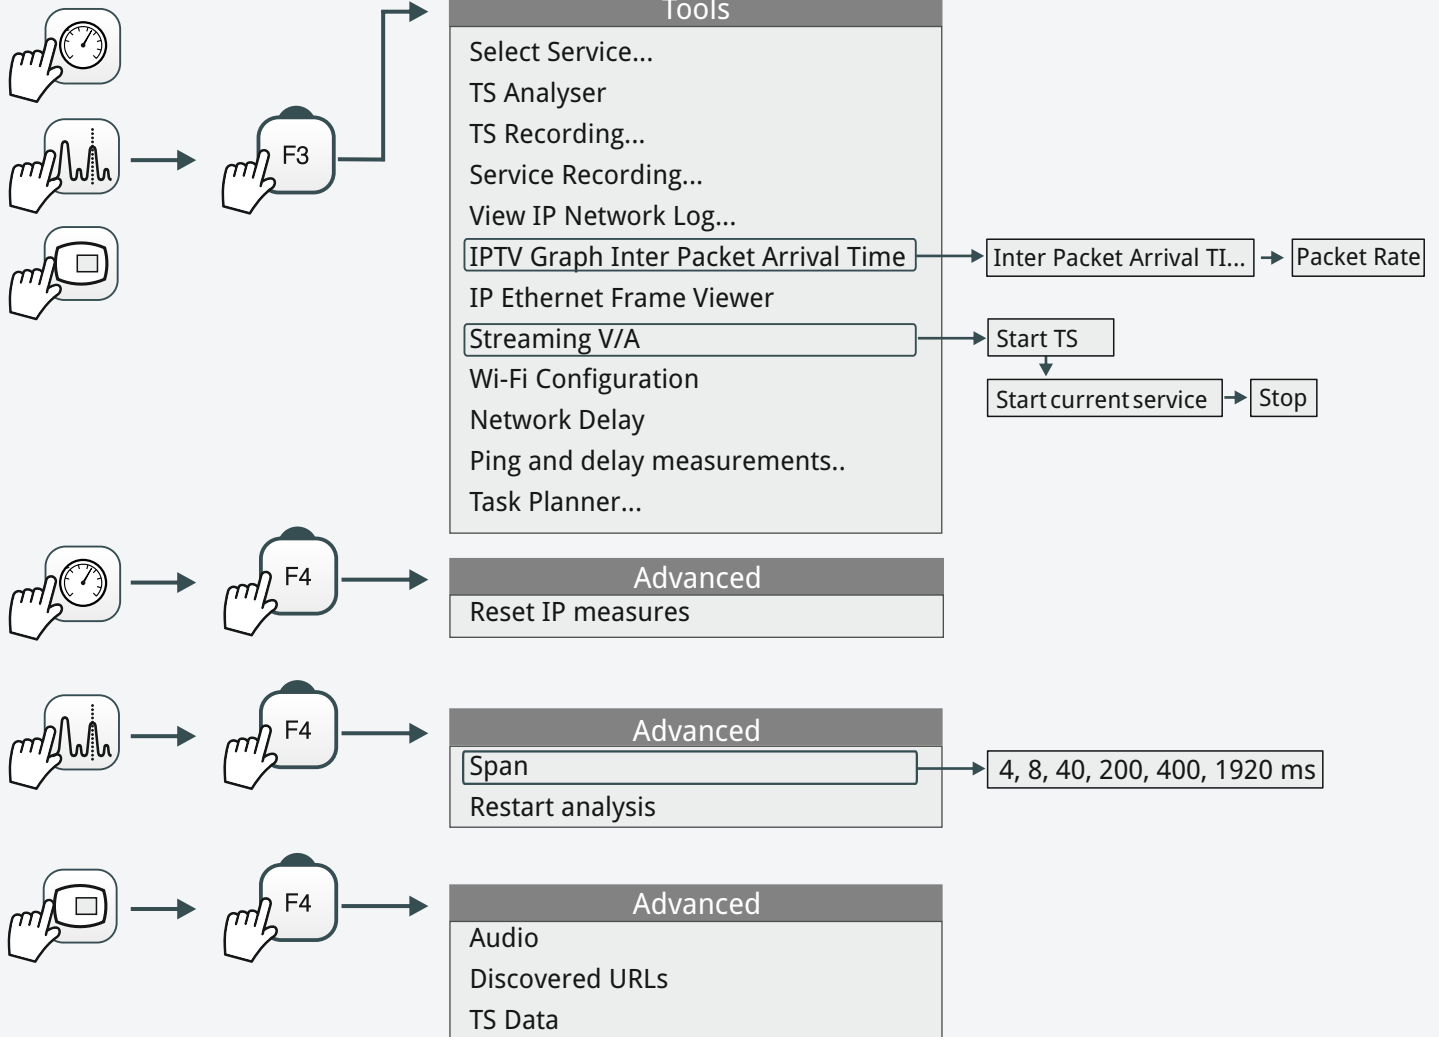 Tools
F3
Select Service...
TS Analyser
TS Recording...
Service Recording...
View IP Network Log...
IPTV Graph Inter Packet Arrival Time
Inter Packet Arrival TI...
Packet Rate
IP Ethernet Frame Viewer
Streaming V/A
Start TS
Wi-Fi Configuration
Start current service
Stop
Network Delay
Ping and delay measurements..
Task Planner...
F4
Advanced
Reset IP measures
F4
Advanced
Span
4, 8, 40, 200, 400, 1920 ms
Restart analysis
F4
Advanced
Audio
Discovered URLs
TS Data